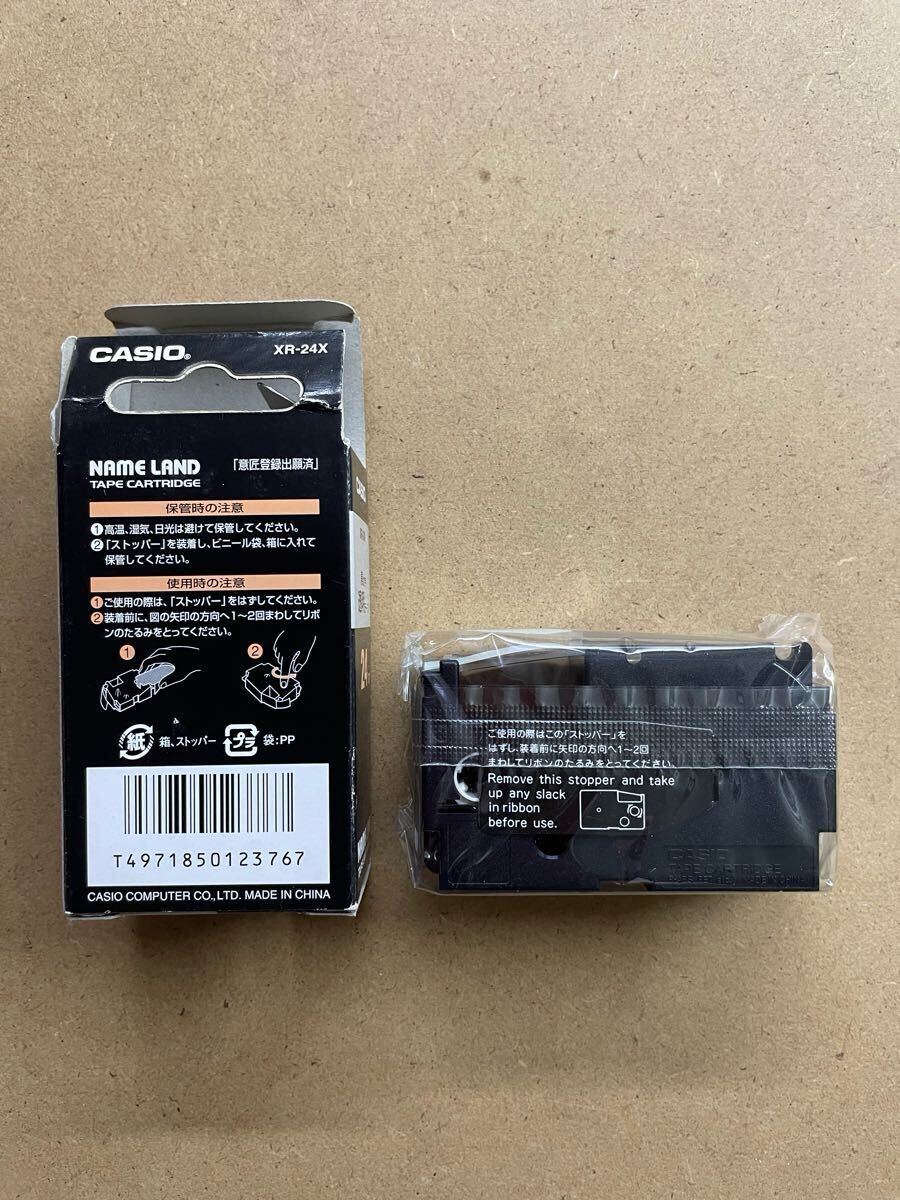 CASIO®
XR-24X
NAME LAND
TAPE CARTRIDGE
「意匠登録出願済」
保管時の注意
1 高温、湿気、日光は避けて保管してください。
2 「ストッパー」を装着し、ビニール袋、箱に入れて
保管してください。
使用時の注意
1 ご使用の際は、「ストッパー」をはずしてください。
2 装着前に、図の矢印の方向へ1〜2回まわしてリボ
ンのたるみをとってください。
1
2
紙 箱、ストッパー
プラ 袋:PP
T4971850123767
CASIO COMPUTER CO., LTD. MADE IN CHINA
CASIO
24
ご使用の際はこの「ストッパー」を
はずし、装着前に矢印の方向へ1〜2回
まわしてリボンのたるみをとってください。
Remove this stopper and take
up any slack
in ribbon
before use.
CASIO
TAPE CARTRIDGE